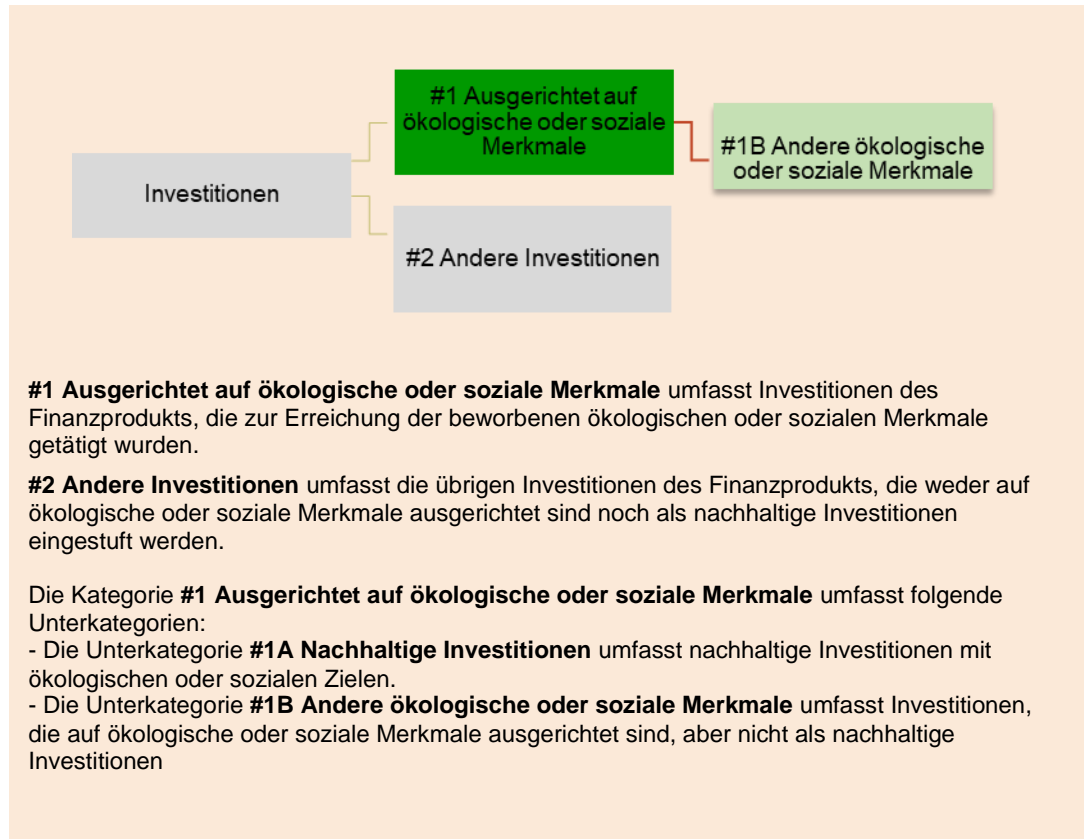 #1 Ausgerichtet auf
ökologische oder soziale
Merkmale
#1B Andere ökologische
oder soziale Merkmale
Investitionen
#2 Andere Investitionen
#1 Ausgerichtet auf ökologische oder soziale Merkmale umfasst Investitionen des
Finanzprodukts, die zur Erreichung der beworbenen ökologischen oder sozialen Merkmale
getätigt wurden.
#2 Andere Investitionen umfasst die übrigen Investitionen des Finanzprodukts, die weder auf
ökologische oder soziale Merkmale ausgerichtet sind noch als nachhaltige Investitionen
eingestuft werden.
Die Kategorie #1 Ausgerichtet auf ökologische oder soziale Merkmale umfasst folgende
Unterkategorien:
- Die Unterkategorie #1A Nachhaltige Investitionen umfasst nachhaltige Investitionen mit
ökologischen oder sozialen Zielen.
- Die Unterkategorie #1B Andere ökologische oder soziale Merkmale umfasst Investitionen,
die auf ökologische oder soziale Merkmale ausgerichtet sind, aber nicht als nachhaltige
Investitionen